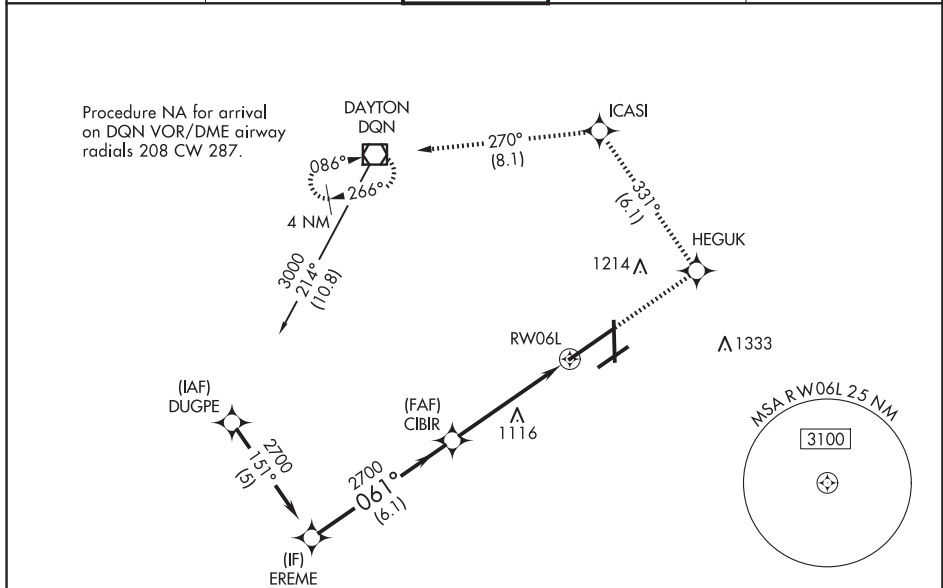 Procedure NA for arrival
on DQN VOR/DME airway
radials 208 CW 287.
DAYTON
DQN
ICASI
270°
(8.1)
086°
266°
4 NM
331°
(6.1)
3000
214°
(10.8)
HEGUK
1214
RW06L
1333
(IAF)
DUGPE
(FAF)
CIBIR
1116
MSA RW06L 25 NM
3100
2700
151°
(5)
2700
061°
(6.1)
(IF)
EREME